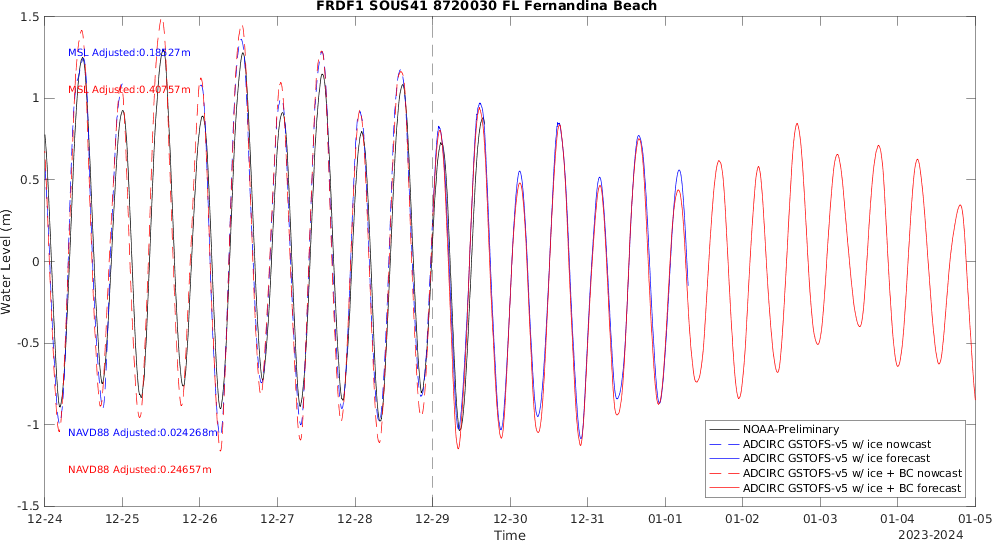 FRDF1 SOUS41 8720030 FL Fernandina Beach
1.5
1
0.5
0
-0.5
-1
-1.5
Water Level (m)
MSL Adjusted:0.18527m
MSL Adjusted:0.40757m
NAVD88 Adjusted:0.024268m
NAVD88 Adjusted:0.24657m
NOAA-Preliminary
ADCIRC GSTOFS-v5 w/ ice nowcast
ADCIRC GSTOFS-v5 w/ ice forecast
ADCIRC GSTOFS-v5 w/ ice + BC nowcast
ADCIRC GSTOFS-v5 w/ ice + BC forecast
12-24 12-25 12-26 12-27 12-28 12-29 12-30 12-31 01-01 01-02 01-03 01-04 01-05
Time
2023-2024